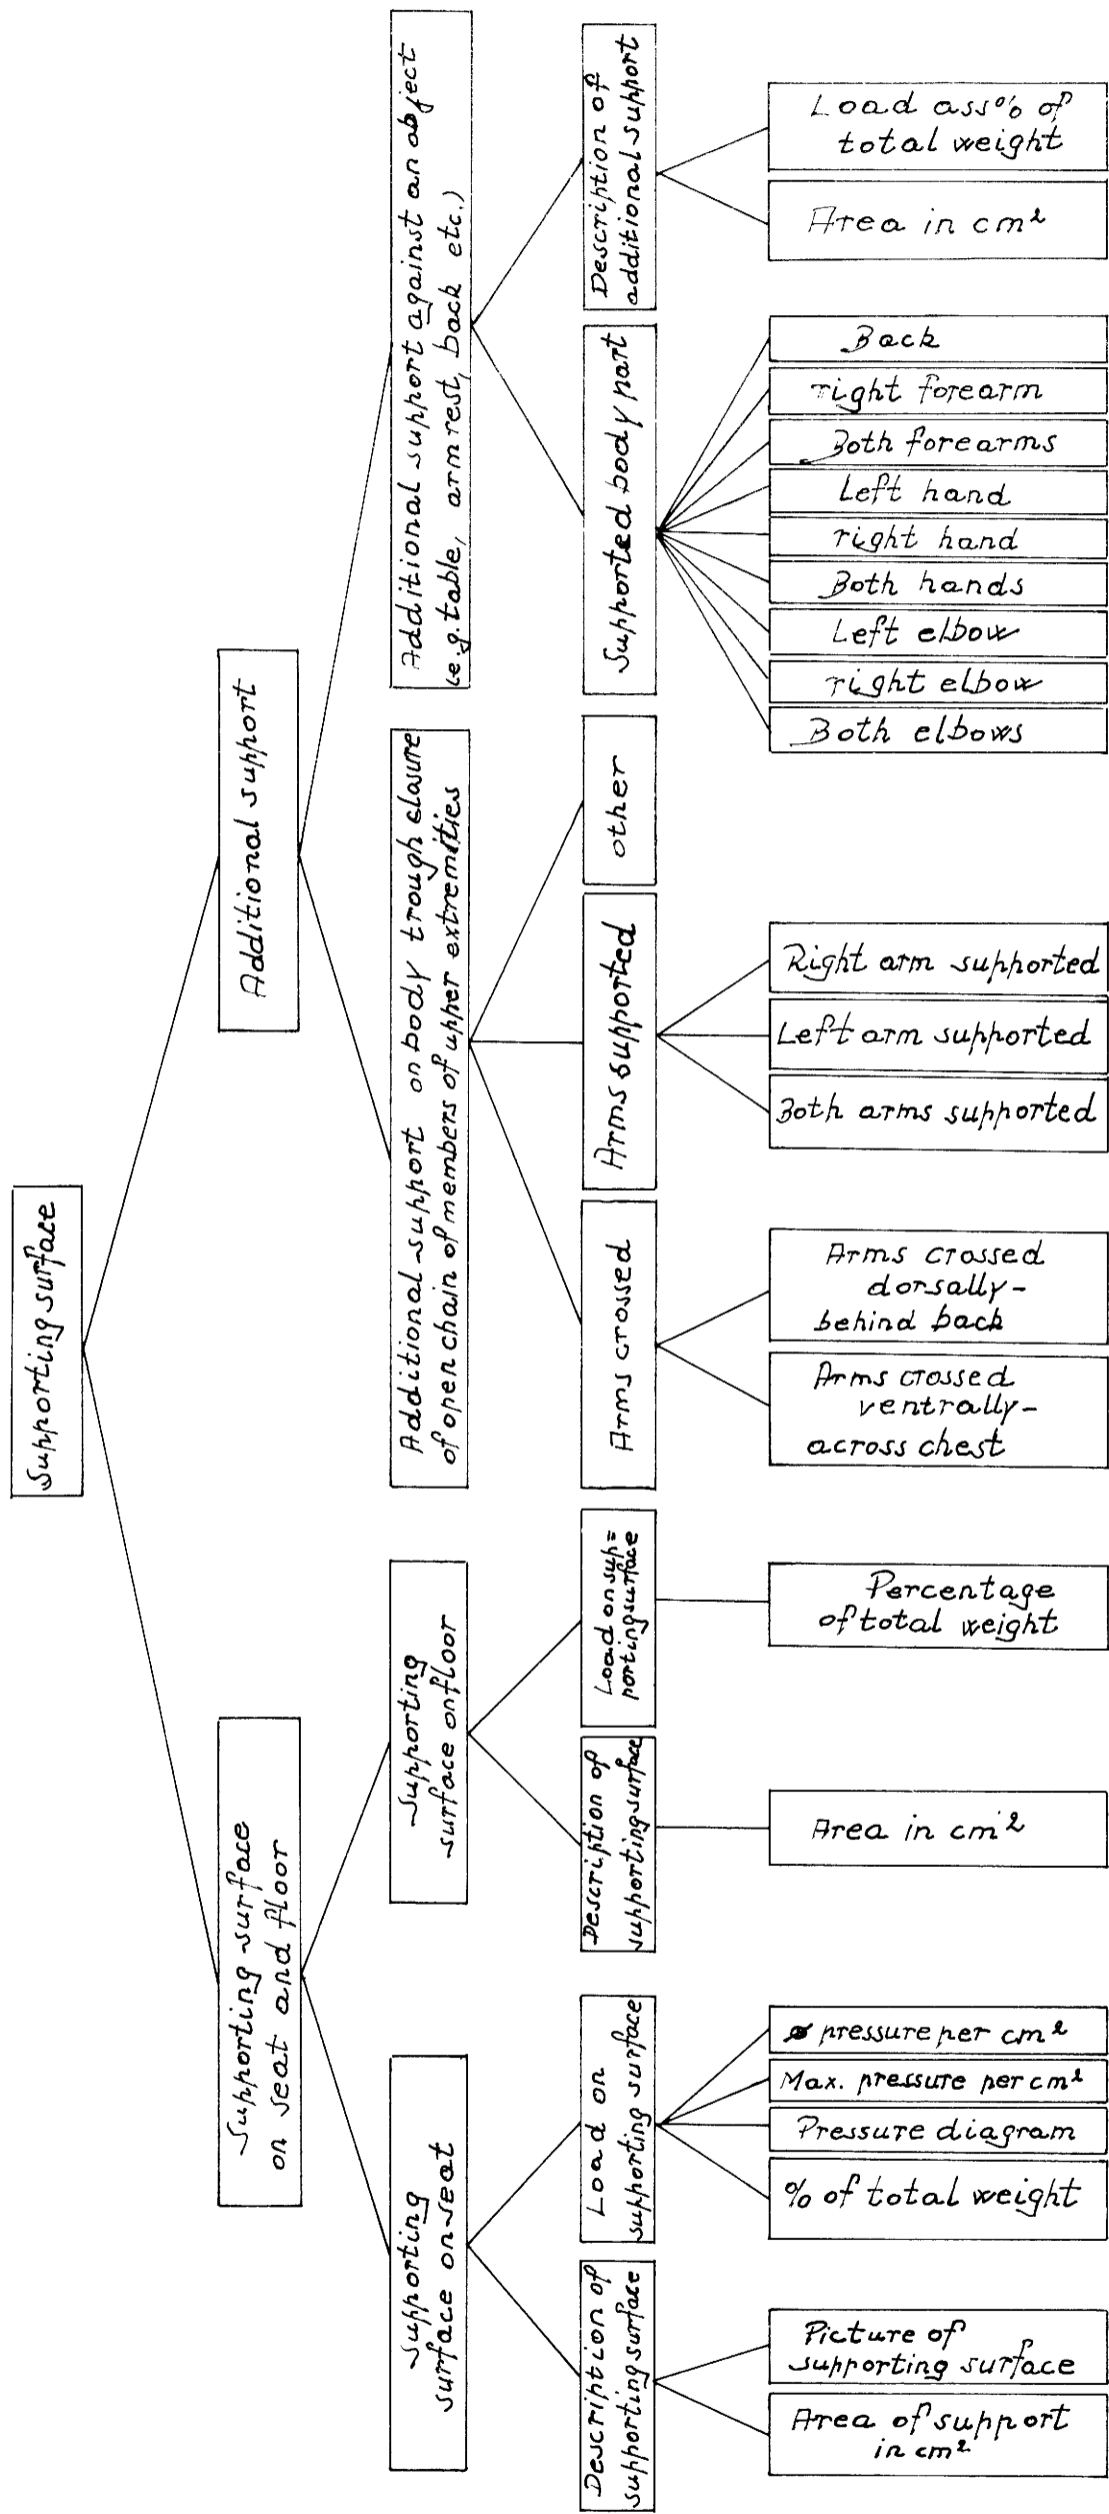 Supporting surface
Supporting surface
on seat and floor
Additional support
Supporting
surface on seat
Supporting
surface on floor
Additional support on body trough closure
of open chain of members of upper extremities
Additional support against an object
(e.g. table, armrest, back etc.)
Description of
supporting surface
Load on
supporting surface
Description of
supporting surface
Load on sup=
porting surface
Arms crossed
Arms supported
other
Supported body part
Description of
additional support
Area of support
in cm²
Picture of
supporting surface
% of total weight
Pressure diagram
Max. pressure per cm²
ø pressure per cm²
Area in cm²
Percentage
of total weight
Arms crossed
ventrally-
across chest
Arms crossed
dorsally-
behind back
Both arms supported
Left arm supported
Right arm supported
Both elbows
right elbow
Left elbow
Both hands
right hand
Left hand
Both forearms
right forearm
Back
Area in cm²
Load ass% of
total weight